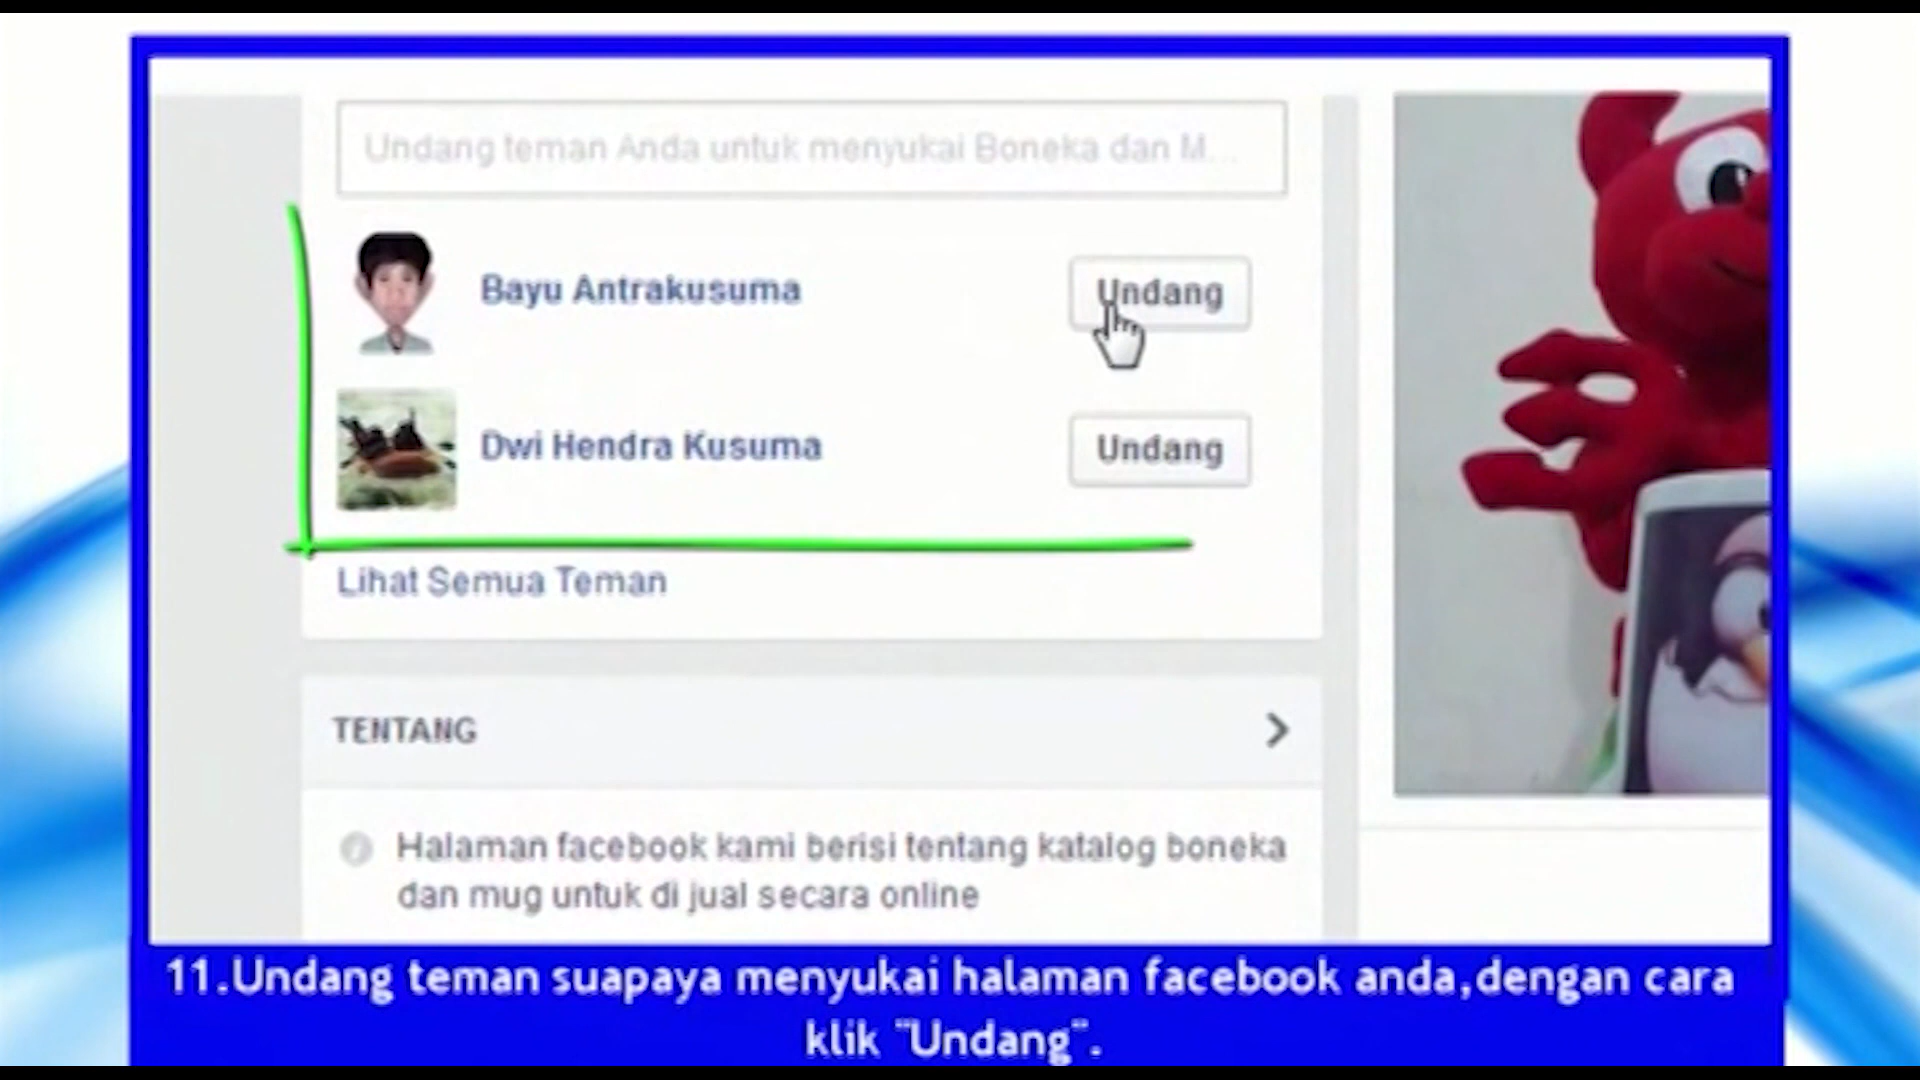 Undang teman Anda untuk menyukai Boneka dan M...
Bayu Antrakusuma
Undang
Dwi Hendra Kusuma
Undang
Lihat Semua Teman
TENTANG
Halaman facebook kami berisi tentang katalog boneka
dan mug untuk di jual secara online
11.Undang teman suapaya menyukai halaman facebook anda,dengan cara
klik "Undang".